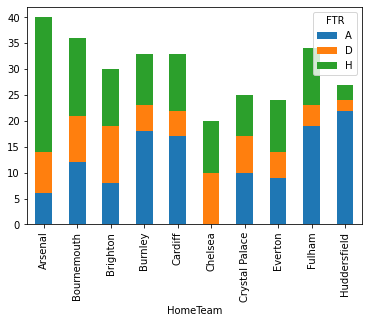 FTR
A
D
H
40
35
30
25
20
15
10
5
0
Arsenal
Bournemouth
Brighton
Burnley
Cardiff
Chelsea
Crystal Palace
Everton
Fulham
Huddersfield
HomeTeam